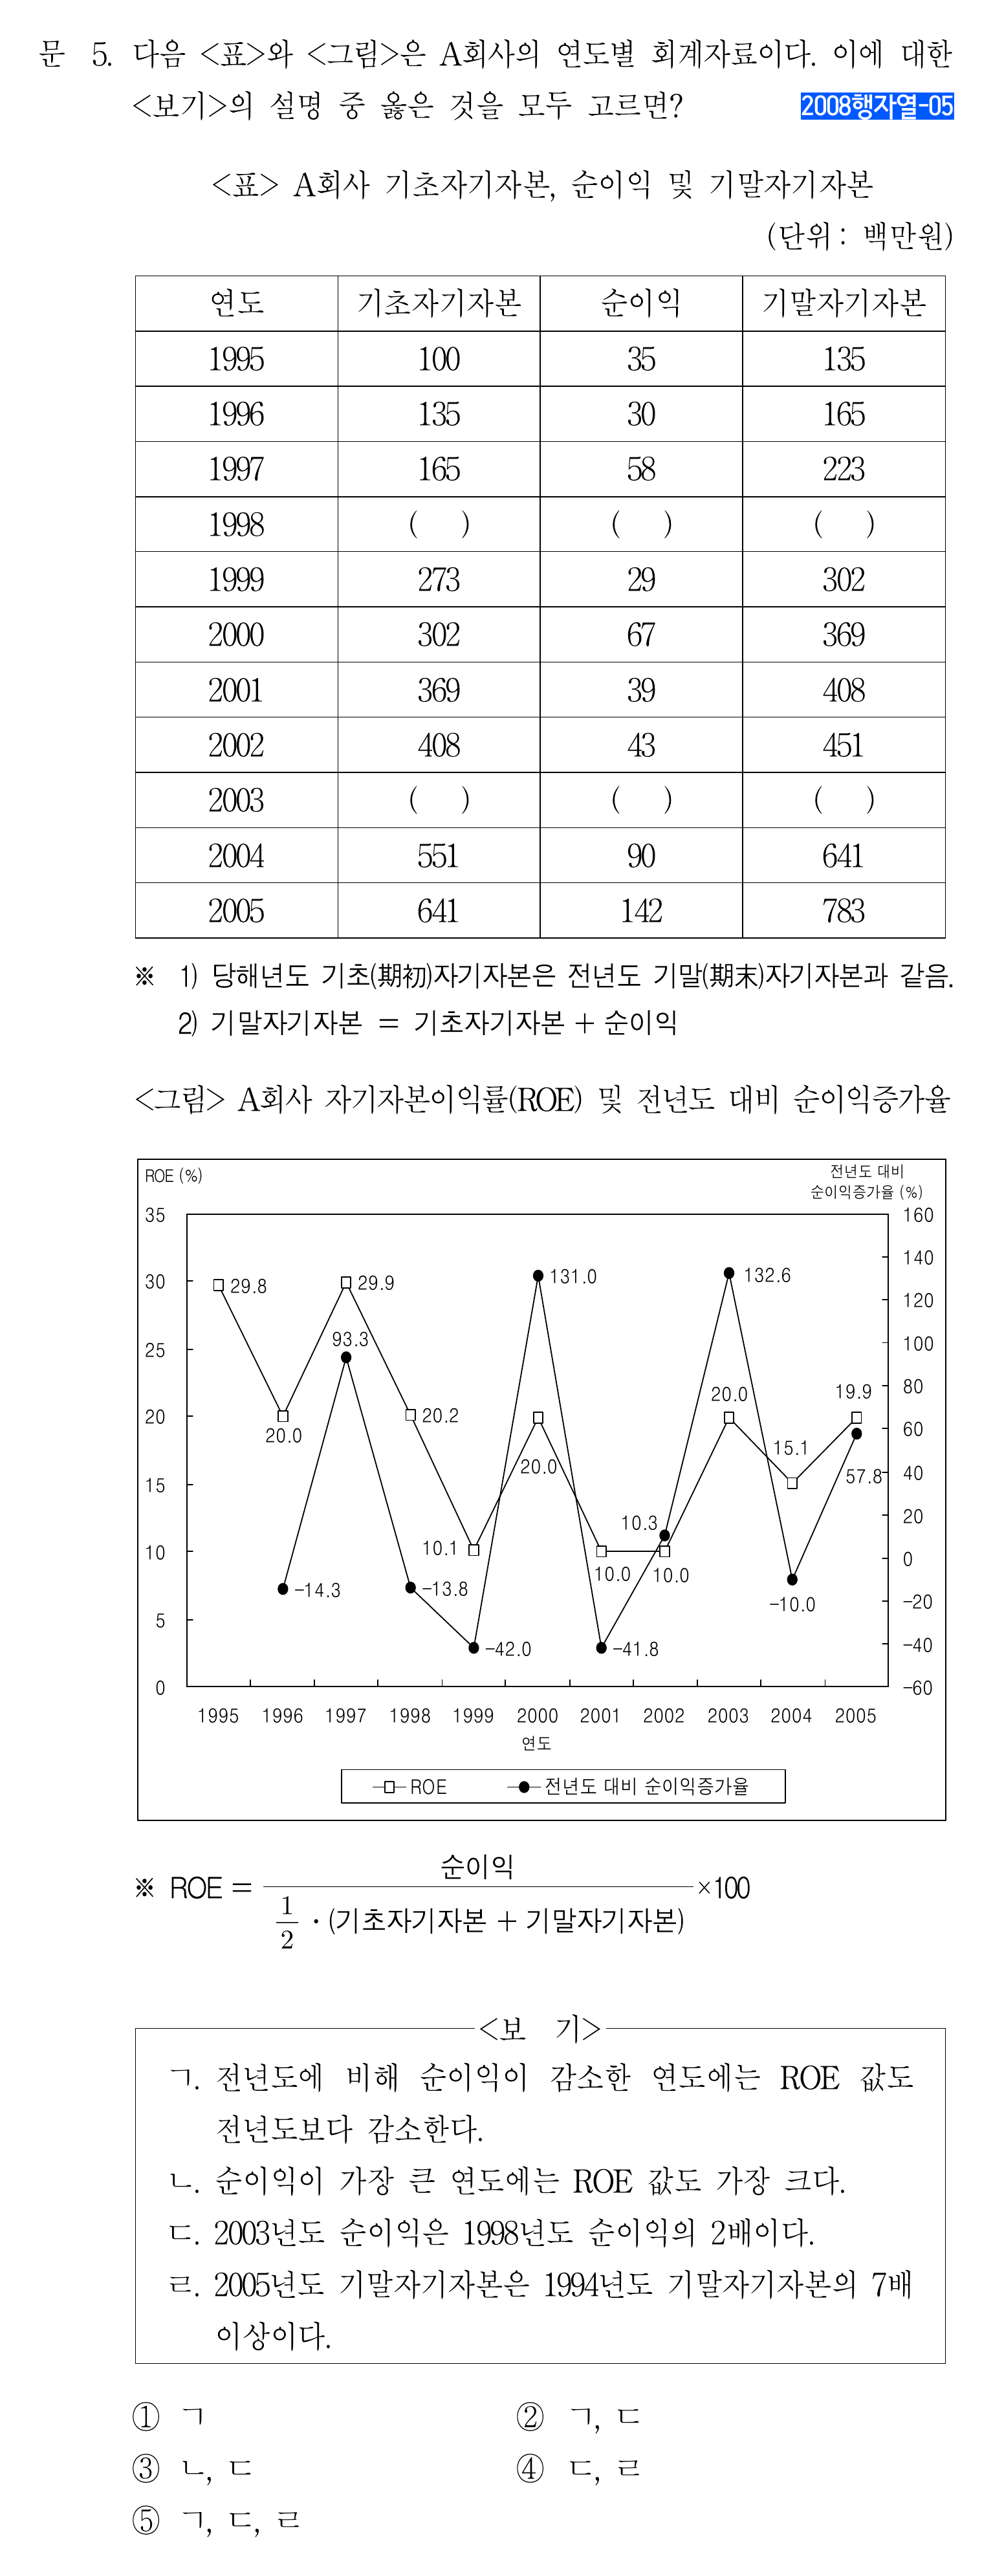 문 5. 다음 <표>와 <그림>은 A회사의 연도별 회계자료이다. 이에 대한
<보기>의 설명 중 옳은 것을 모두 고르면? 2008행자열-05
<표> A회사 기초자기자본, 순이익 및 기말자기자본
(단위 : 백만원)
연도 기초자기자본 순이익 기말자기자본
1995 100 35 135
1996 135 30 165
1997 165 58 223
1998 ( ) ( ) ( )
1999 273 29 302
2000 302 67 369
2001 369 39 408
2002 408 43 451
2003 ( ) ( ) ( )
2004 551 90 641
2005 641 142 783
※ 1) 당해년도 기초(期初)자기자본은 전년도 기말(期末)자기자본과 같음.
2) 기말자기자본 = 기초자기자본 + 순이익
<그림> A회사 자기자본이익률(ROE) 및 전년도 대비 순이익증가율
ROE (%) 전년도 대비
순이익증가율 (%)
35 160
140
30 29.8 29.9 131.0 132.6
120
25 93.3 100
20.0 19.9 80
20 20.0 20.2 60
20.0 15.1 57.8 40
15
10.3 20
10 10.1 10.0 10.0 0
-14.3 -13.8 -10.0 -20
5
-42.0 -41.8 -40
0 -60
1995 1996 1997 1998 1999 2000 2001 2002 2003 2004 2005
연도
ROE 전년도 대비 순이익증가율
※ ROE = 순이익
1/2 · (기초자기자본 + 기말자기자본) ×100
<보 기>
ㄱ. 전년도에 비해 순이익이 감소한 연도에는 ROE 값도
전년도보다 감소한다.
ㄴ. 순이익이 가장 큰 연도에는 ROE 값도 가장 크다.
ㄷ. 2003년도 순이익은 1998년도 순이익의 2배이다.
ㄹ. 2005년도 기말자기자본은 1994년도 기말자기자본의 7배
이상이다.
① ㄱ ② ㄱ, ㄷ
③ ㄴ, ㄷ ④ ㄷ, ㄹ
⑤ ㄱ, ㄷ, ㄹ